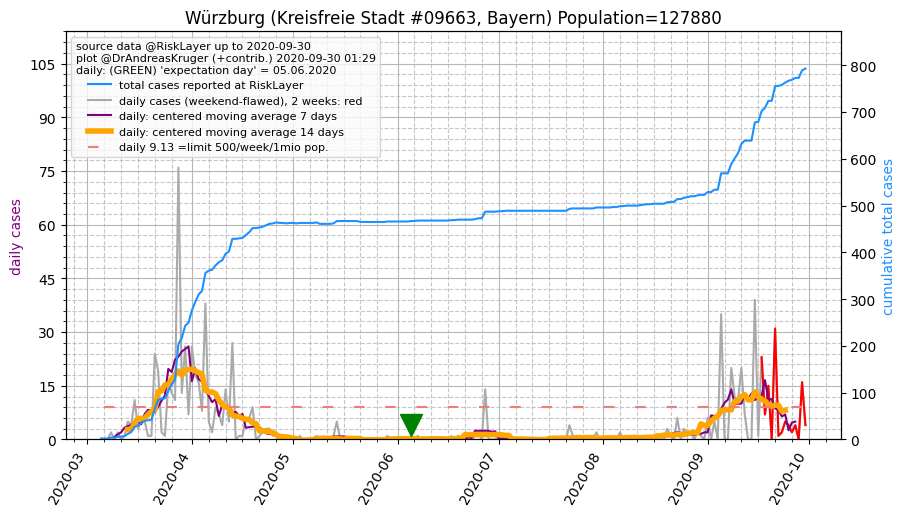 Würzburg (Kreisfreie Stadt #09663, Bayern) Population=127880
source data @RiskLayer up to 2020-09-30
plot @DrAndreasKruger (+contrib.) 2020-09-30 01:29
daily: (GREEN) 'expectation day' = 05.06.2020
total cases reported at RiskLayer
daily cases (weekend-flawed), 2 weeks: red
daily: centered moving average 7 days
daily: centered moving average 14 days
daily 9.13 =limit 500/week/1mio pop.
daily cases
105
90
75
60
45
30
15
0
cumulative total cases
800
700
600
500
400
300
200
100
0
2020-03
2020-04
2020-05
2020-06
2020-07
2020-08
2020-09
2020-10